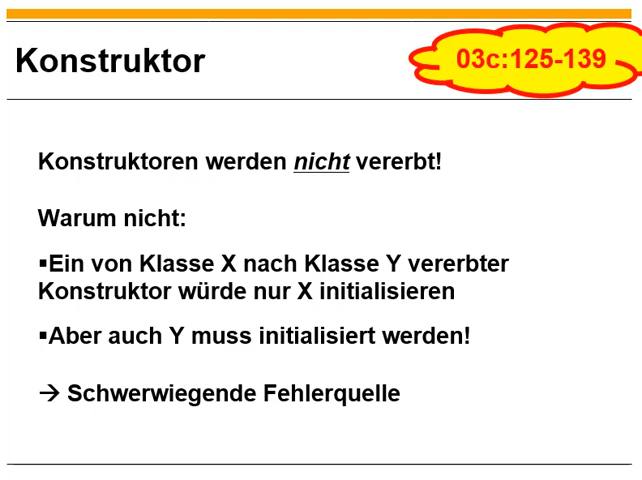 Konstruktor
03c:125-139
Konstruktoren werden nicht vererbt!
Warum nicht:
▪Ein von Klasse X nach Klasse Y vererbter
Konstruktor würde nur X initialisieren
▪Aber auch Y muss initialisiert werden!
→ Schwerwiegende Fehlerquelle